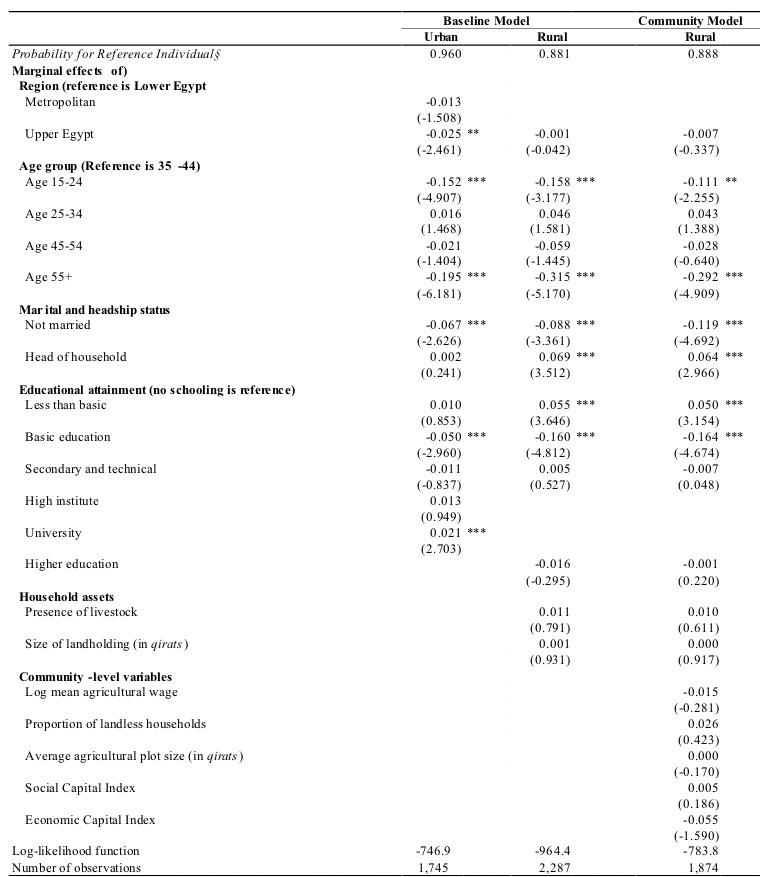 Baseline Model Community Model
Urban Rural Rural
Probability for Reference Individual§ 0.960 0.881 0.888
Marginal effects of)
Region (reference is Lower Egypt
Metropolitan -0.013
(-1.508)
Upper Egypt -0.025 ** -0.001 -0.007
(-2.461) (-0.042) (-0.337)
Age group (Reference is 35 -44)
Age 15-24 -0.152 *** -0.158 *** -0.111 **
(-4.907) (-3.177) (-2.255)
Age 25-34 0.016 0.046 0.043
(1.468) (1.581) (1.388)
Age 45-54 -0.021 -0.059 -0.028
(-1.404) (-1.445) (-0.640)
Age 55+ -0.195 *** -0.315 *** -0.292 ***
(-6.181) (-5.170) (-4.909)
Marital and headship status
Not married -0.067 *** -0.088 *** -0.119 ***
(-2.626) (-3.361) (-4.692)
Head of household 0.002 0.069 *** 0.064 ***
(0.241) (3.512) (2.966)
Educational attainment (no schooling is reference)
Less than basic 0.010 0.055 *** 0.050 ***
(0.853) (3.646) (3.154)
Basic education -0.050 *** -0.160 *** -0.164 ***
(-2.960) (-4.812) (-4.674)
Secondary and technical -0.011 0.005 -0.007
(-0.837) (0.527) (0.048)
High institute 0.013
(0.949)
University 0.021 ***
(2.703)
Higher education -0.016 -0.001
(-0.295) (0.220)
Household assets
Presence of livestock 0.011 0.010
(0.791) (0.611)
Size of landholding (in qirats) 0.001 0.000
(0.931) (0.917)
Community -level variables
Log mean agricultural wage -0.015
(-0.281)
Proportion of landless households 0.026
(0.423)
Average agricultural plot size (in qirats) 0.000
(-0.170)
Social Capital Index 0.005
(0.186)
Economic Capital Index -0.055
(-1.590)
Log-likelihood function -746.9 -964.4 -783.8
Number of observations 1,745 2,287 1,874